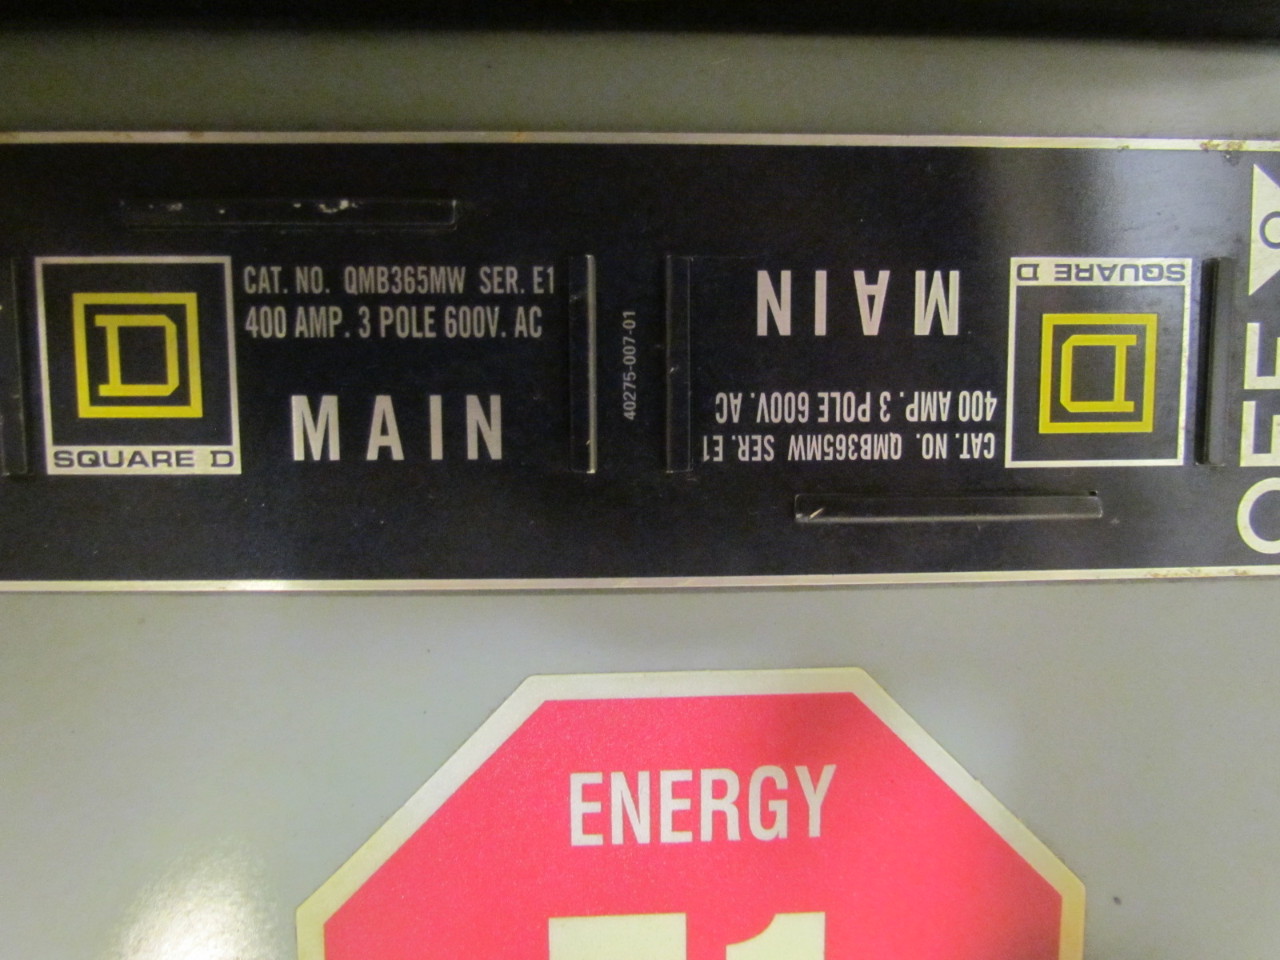 CAT. NO. QMB365MW SER. E1
400 AMP. 3 POLE 600V. AC
MAIN
D
SQUARE D
40275-007-01
CAT. NO. QMB365MW SER. E1
400 AMP. 3 POLE 600V. AC
MAIN
D
SQUARE D
OFF
ENERGY